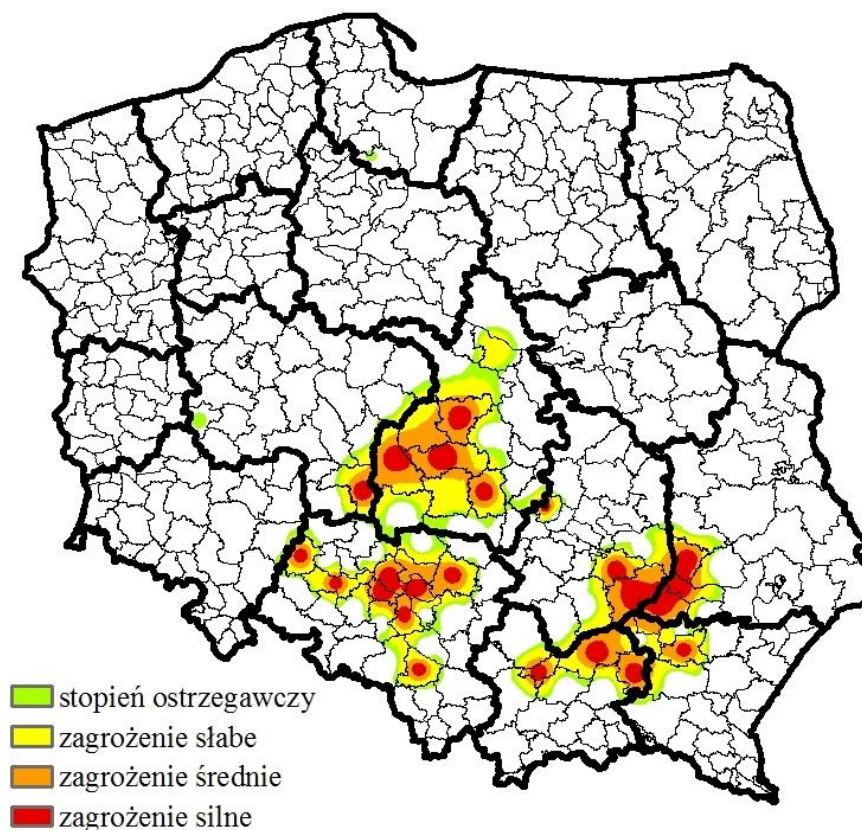 stopień ostrzegawczy
zagrożenie słabe
zagrożenie średnie
zagrożenie silne